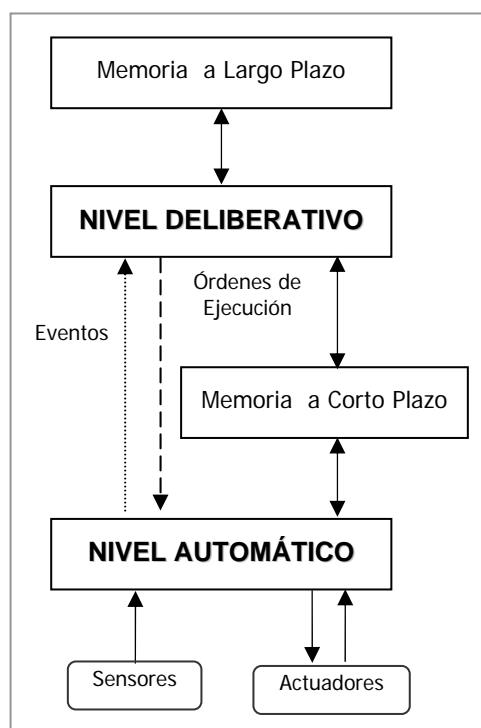 Memoria a Largo Plazo
NIVEL DELIBERATIVO
Órdenes de
Ejecución
Eventos
Memoria a Corto Plazo
NIVEL AUTOMÁTICO
Sensores
Actuadores